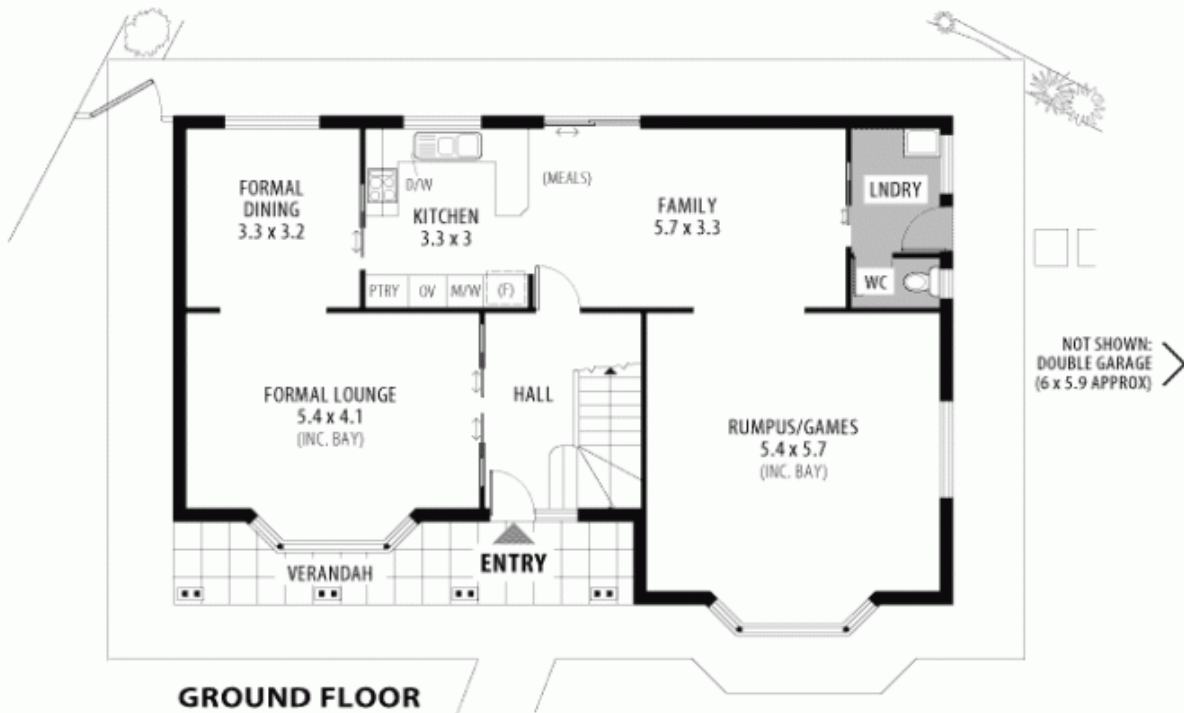 FORMAL
DINING
3.3 x 3.2
D/W
KITCHEN
3.3 x 3
(MEALS)
FAMILY
5.7 x 3.3
LNDRY
WC
PTRY
OV
M/W
(F)
FORMAL LOUNGE
5.4 x 4.1
(INC. BAY)
HALL
RUMPUS/GAMES
5.4 x 5.7
(INC. BAY)
NOT SHOWN:
DOUBLE GARAGE
(6 x 5.9 APPROX)
VERANDAH
ENTRY
GROUND FLOOR